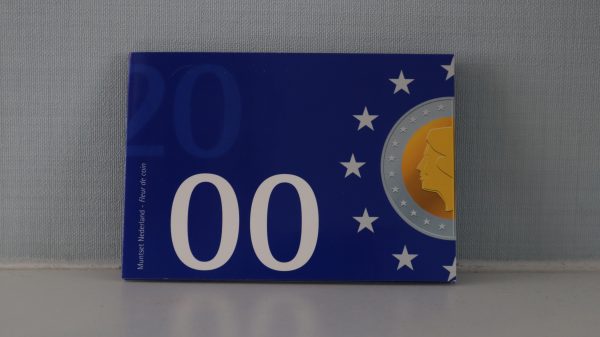 20
00
Muntset Nederland - Fleur de coin